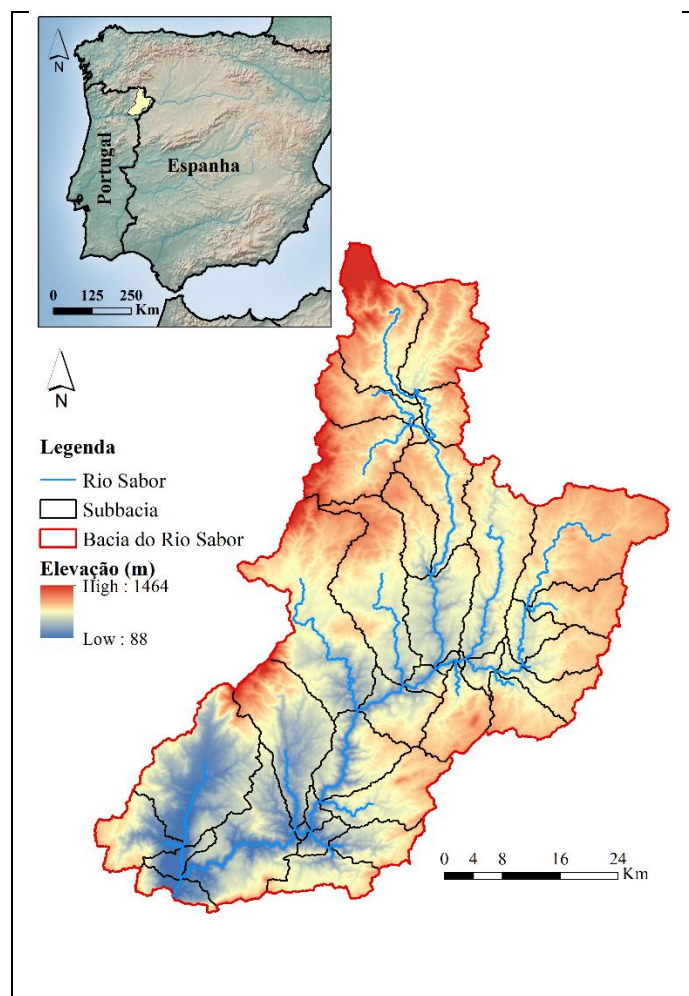 N
Portugal
Espanha
0 125 250
Km
N
Legenda
Rio Sabor
Subbacia
Bacia do Rio Sabor
Elevação (m)
High : 1464
Low : 88
0 4 8 16 24
Km